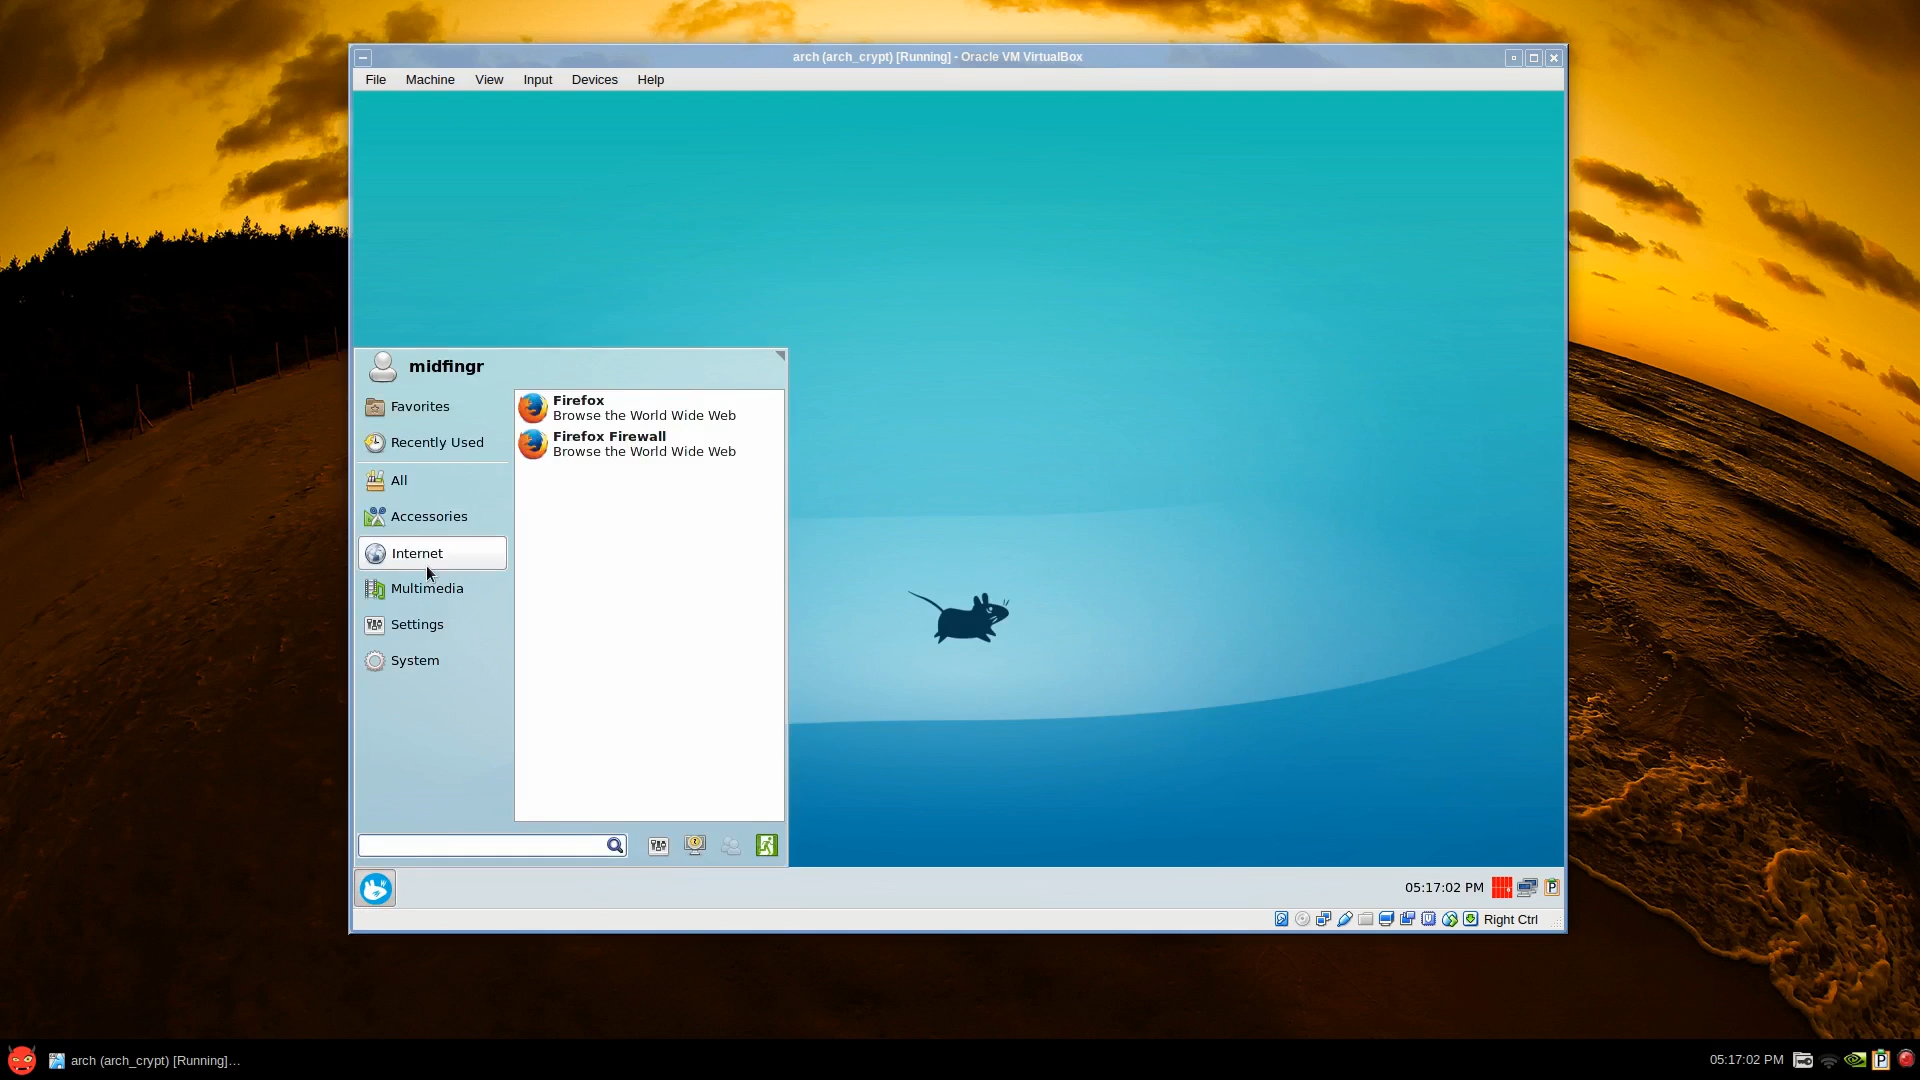 arch (arch_crypt) [Running] - Oracle VM VirtualBox
File Machine View Input Devices Help
midfingr
Favorites
Recently Used
All
Accessories
Internet
Multimedia
Settings
System
Firefox
Browse the World Wide Web
Firefox Firewall
Browse the World Wide Web
05:17:02 PM
Right Ctrl
arch (arch_crypt) [Running]...
05:17:02 PM